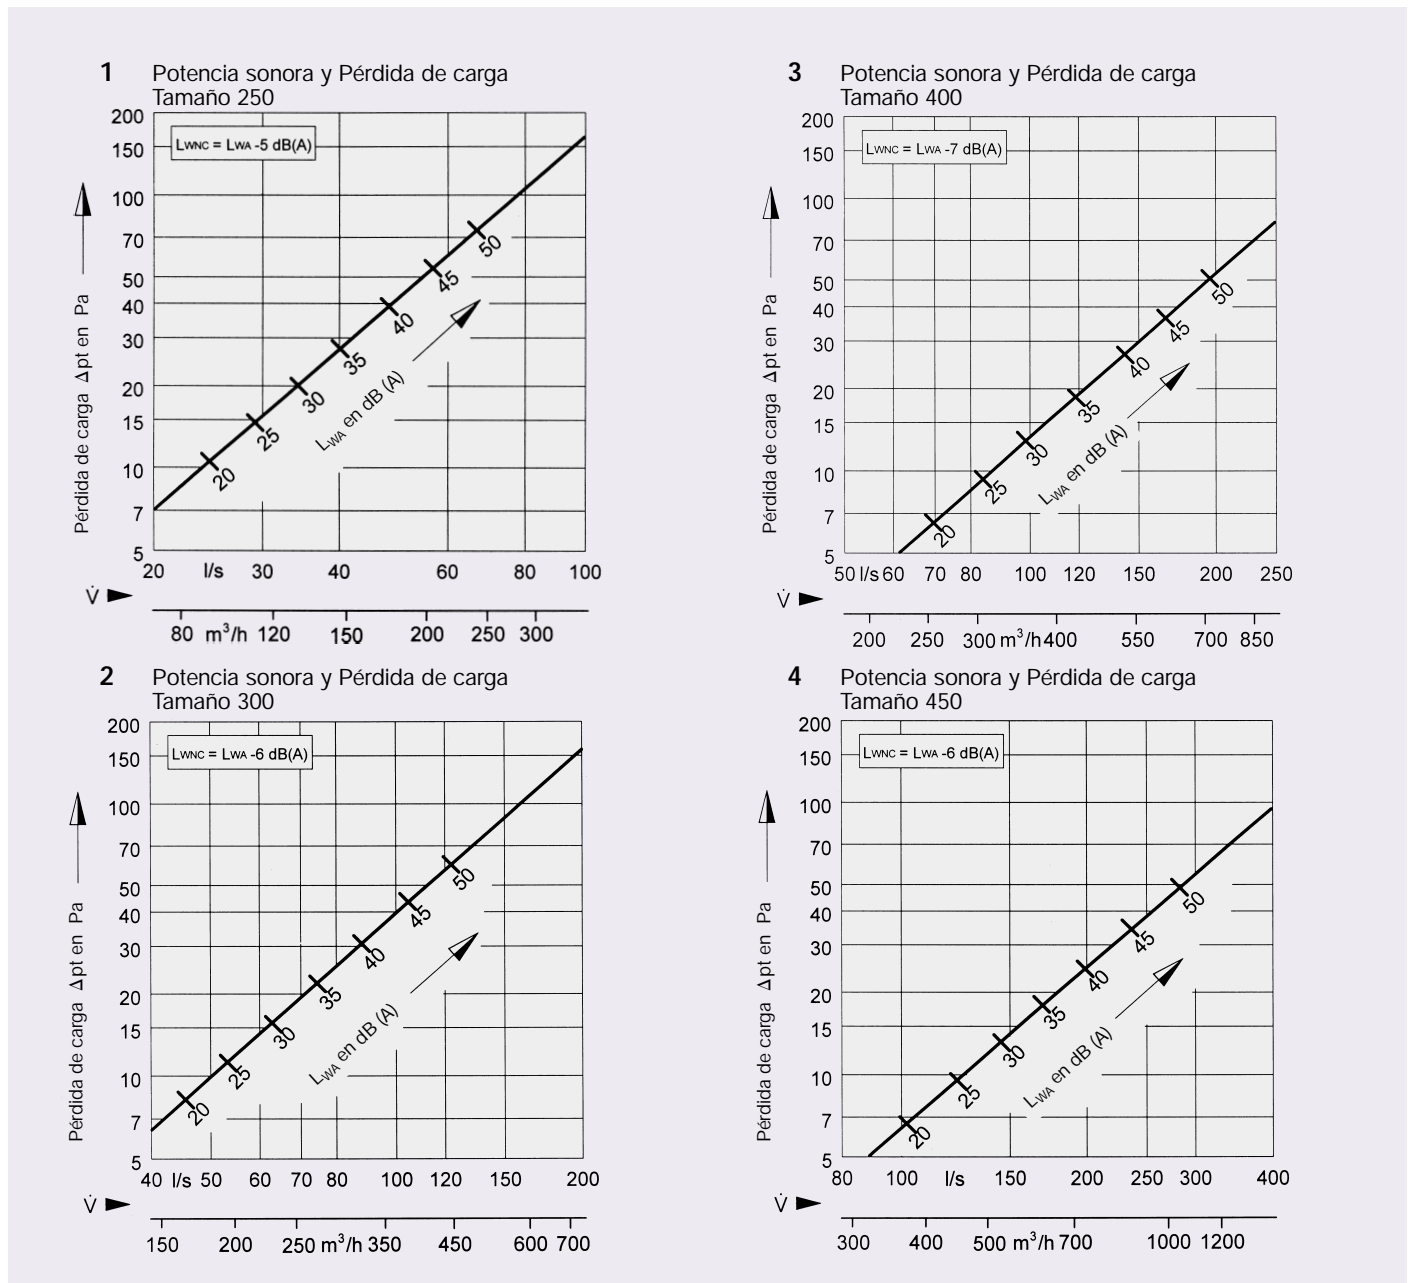 1 Potencia sonora y Pérdida de carga
Tamaño 250
LWNC = LWA -5 dB(A)
200
150
100
70
50
40
30
20
15
10
7
5
Pérdida de carga Δpt en Pa
50
45
40
35
30
25
20
LWA en dB (A)
20 l/s 30 40 60 80 100
V̇
80 m³/h 120 150 200 250 300
3 Potencia sonora y Pérdida de carga
Tamaño 400
LWNC = LWA -7 dB(A)
200
150
100
70
50
40
30
20
15
10
7
5
Pérdida de carga Δpt en Pa
50
45
40
35
30
25
20
LWA en dB (A)
50 l/s 60 70 80 100 120 150 200 250
V̇
200 250 300 m³/h 400 550 700 850
2 Potencia sonora y Pérdida de carga
Tamaño 300
LWNC = LWA -6 dB(A)
200
150
100
70
50
40
30
20
15
10
7
5
Pérdida de carga Δpt en Pa
50
45
40
35
30
25
20
LWA en dB (A)
40 l/s 50 60 70 80 100 120 150 200
V̇
150 200 250 m³/h 350 450 600 700
4 Potencia sonora y Pérdida de carga
Tamaño 450
LWNC = LWA -6 dB(A)
200
150
100
70
50
40
30
20
15
10
7
5
Pérdida de carga Δpt en Pa
50
45
40
35
30
25
20
LWA en dB (A)
80 100 l/s 150 200 250 300 400
V̇
300 400 500 m³/h 700 1000 1200